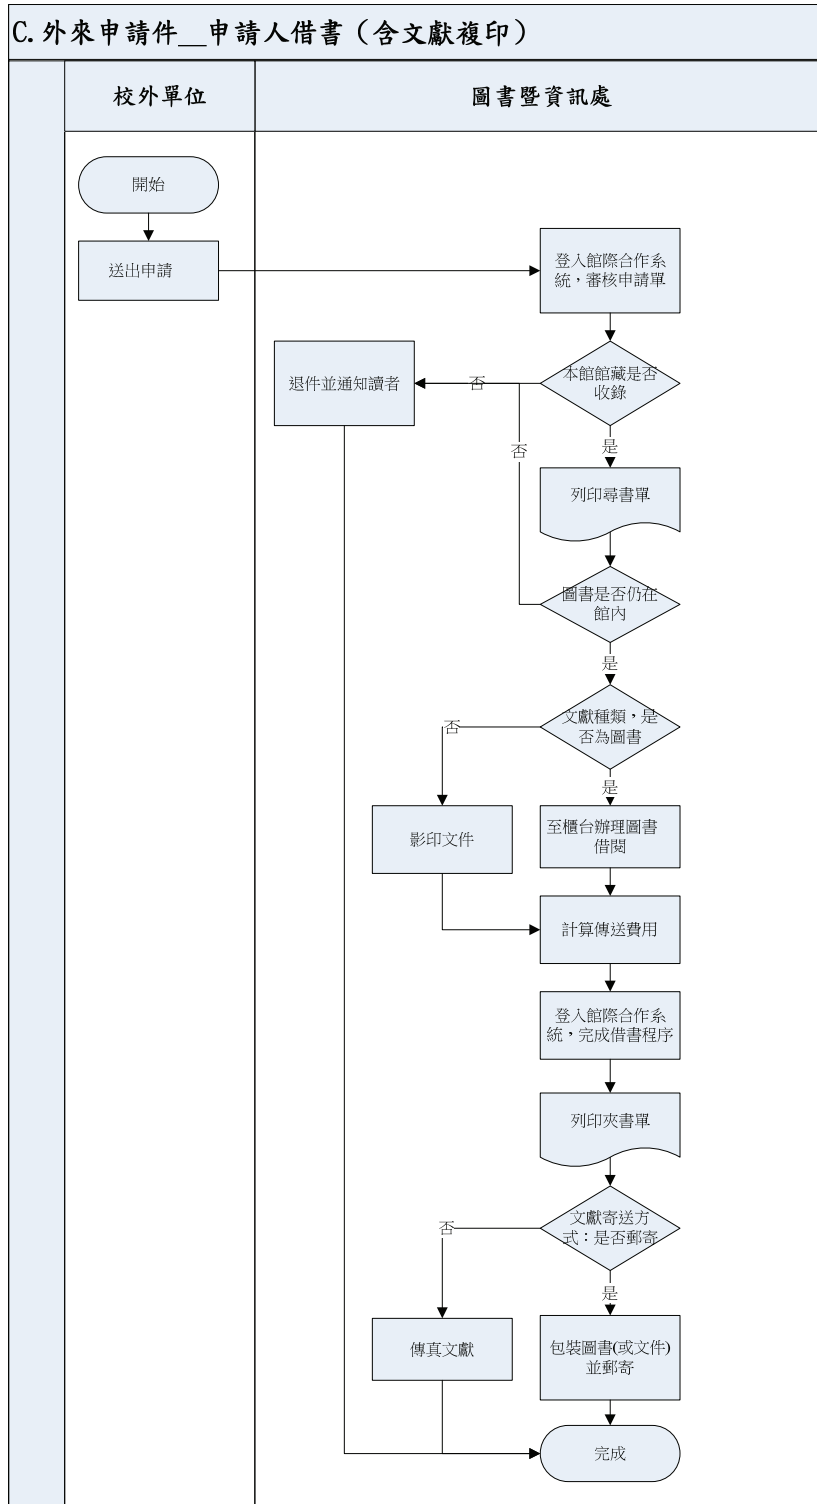 C.外來申請件__申請人借書（含文獻複印）
校外單位
圖書暨資訊處
開始
送出申請
登入館際合作系
統，審核申請單
本館館藏是否
收錄
否
退件並通知讀者
是
否
列印尋書單
圖書是否仍在
館內
是
文獻種類，是
否為圖書
否
是
影印文件
至櫃台辦理圖書
借閱
計算傳送費用
登入館際合作系
統，完成借書程序
列印夾書單
文獻寄送方
式：是否郵寄
否
是
傳真文獻
包裝圖書(或文件)
並郵寄
完成